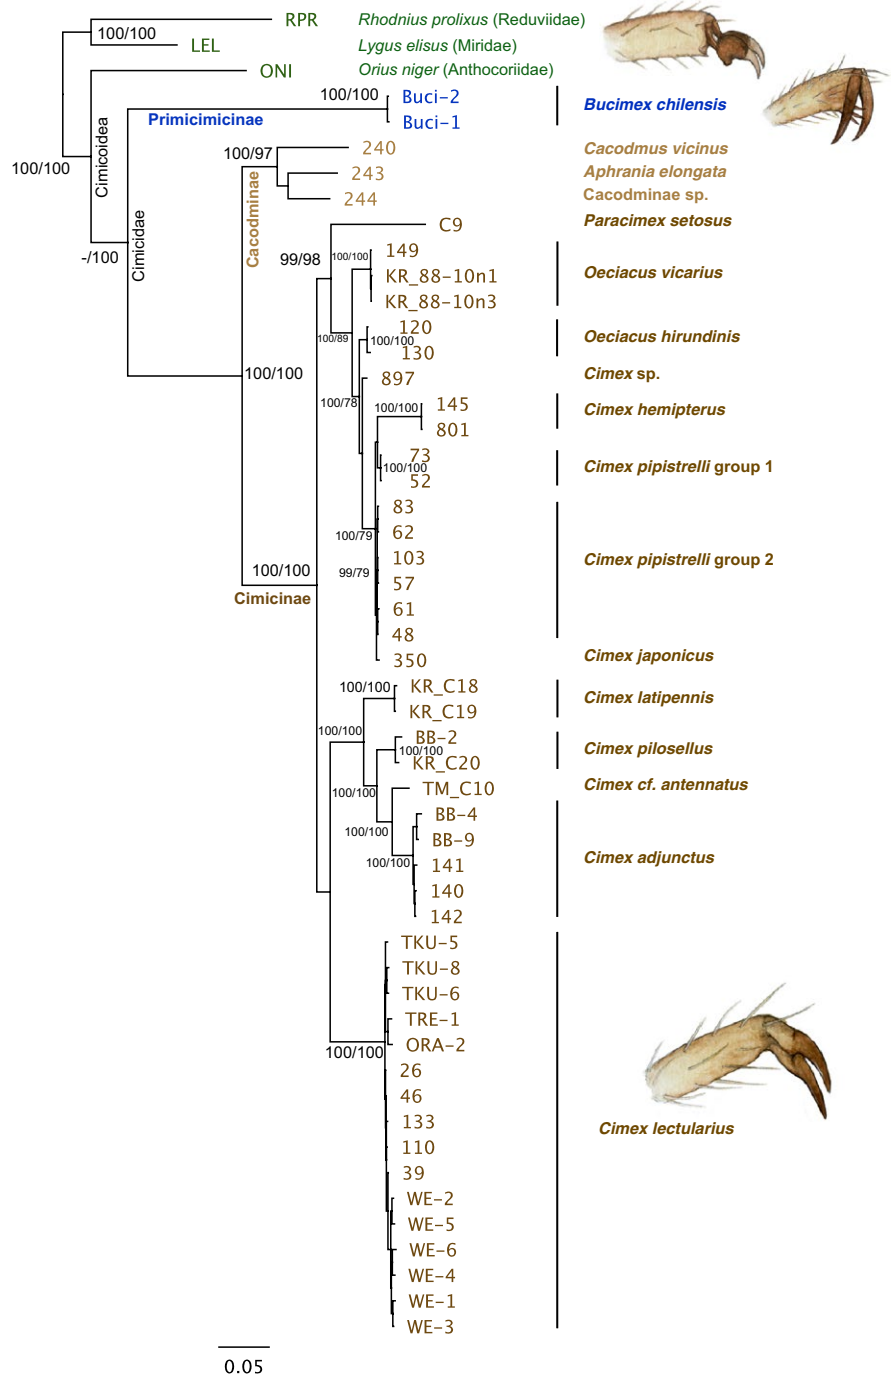 RPR Rhodnius prolixus (Reduviidae)
100/100
LEL Lygus elisus (Miridae)
ONI Orius niger (Anthocoriidae)
100/100
Cimicoidea
100/100 Buci-2
Primicimicinae
Bucimex chilensis
Buci-1
100/97 240 Cacodmus vicinus
243 Aphrania elongata
244 Cacodminae sp.
Cacodminae
-/100
Cimicidae
C9 Paracimex setosus
99/98
100/100 149
KR_88-10n1 Oeciacus vicarius
KR_88-10n3
100/89
120
100/100 Oeciacus hirundinis
130
100/100
897 Cimex sp.
100/78
100/100 145
Cimex hemipterus
801
73
100/100 Cimex pipistrelli group 1
52
83
62
100/79
103 Cimex pipistrelli group 2
99/79
57
100/100
Cimicinae
61
48
350 Cimex japonicus
100/100 KR_C18
Cimex latipennis
KR_C19
100/100
BB-2
100/100 Cimex pilosellus
KR_C20
100/100
TM_C10 Cimex cf. antennatus
BB-4
100/100
BB-9
Cimex adjunctus
100/100
141
140
142
TKU-5
TKU-8
TKU-6
TRE-1
ORA-2
100/100
26
46
133
Cimex lectularius
110
39
WE-2
WE-5
WE-6
WE-4
WE-1
WE-3
0.05